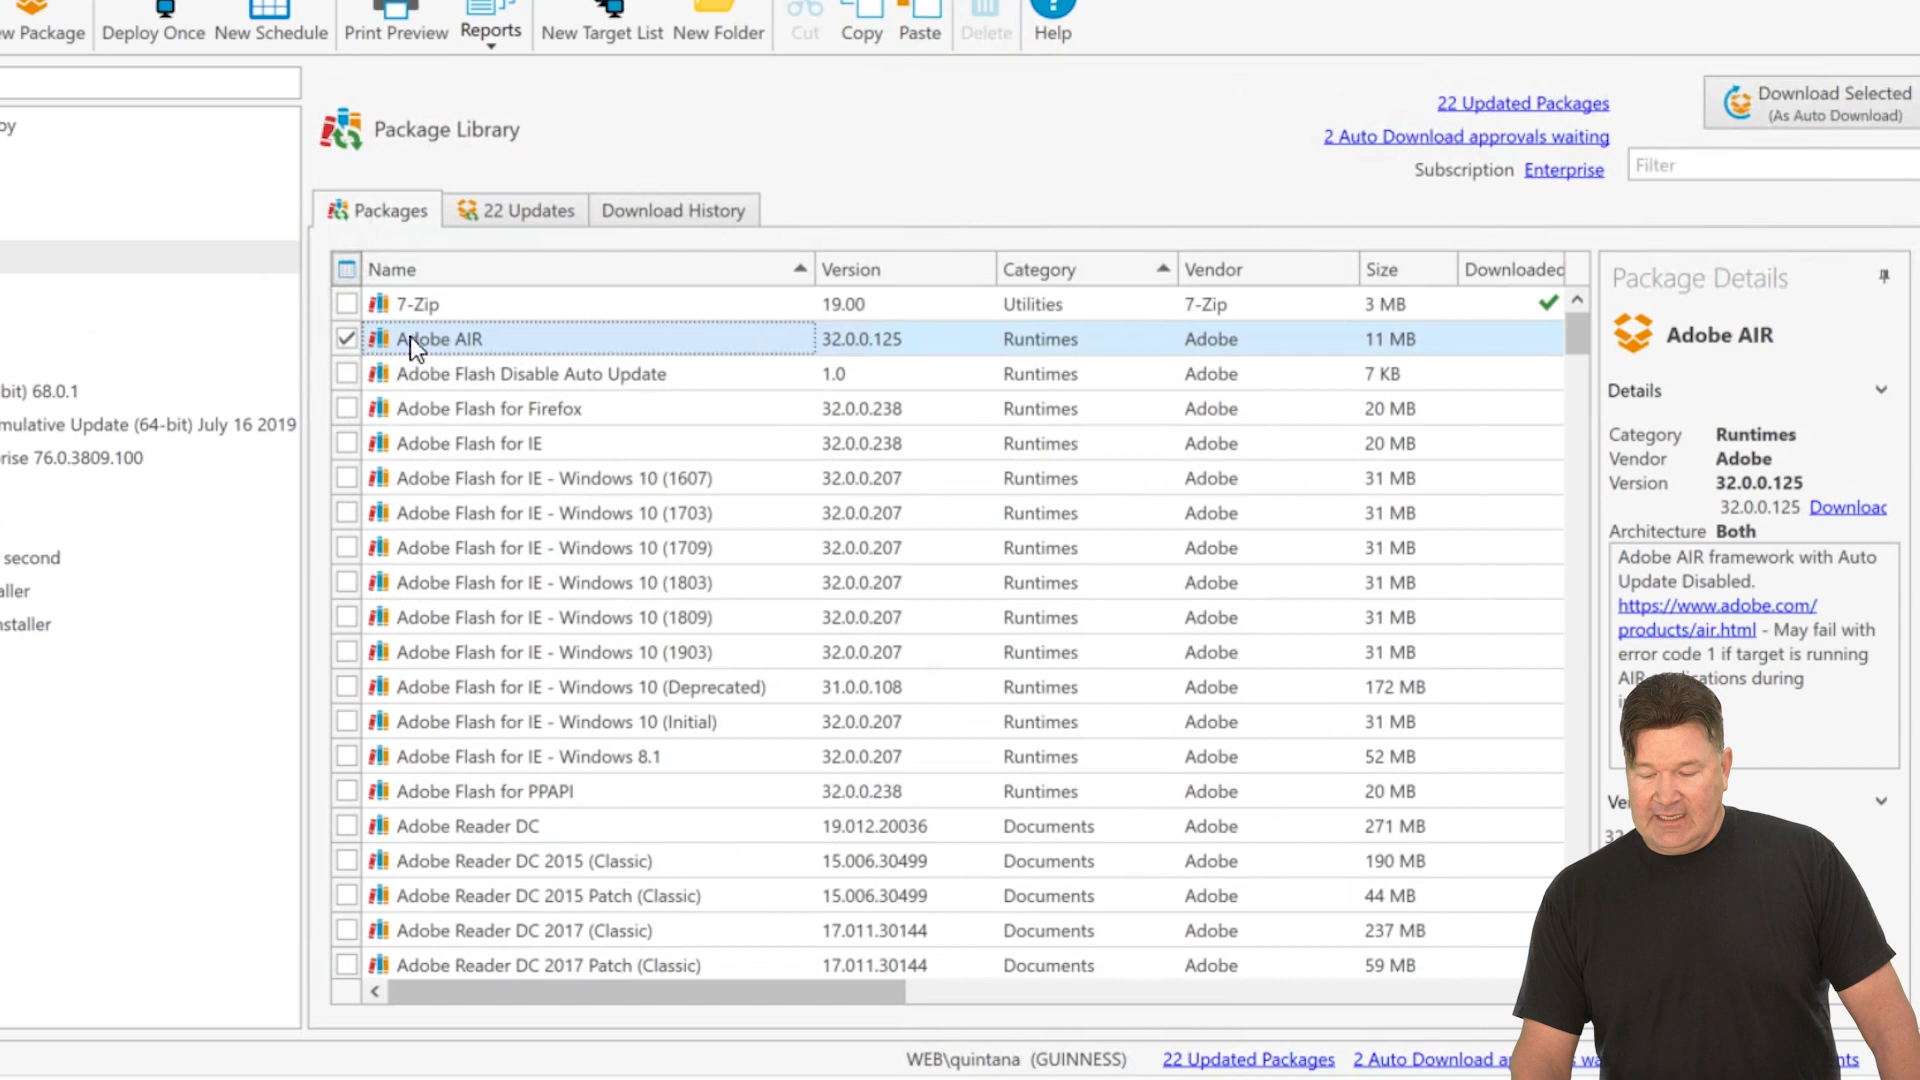 w Package Deploy Once New Schedule Print Preview Reports New Target List New Folder Cut Copy Paste Delete Help
oy
bit) 68.0.1
mulative Update (64-bit) July 16 2019
rise 76.0.3809.100
second
aller
nstaller
Package Library
22 Updated Packages
2 Auto Download approvals waiting
Subscription Enterprise
Download Selected
(As Auto Download)
Filter
Packages 22 Updates Download History
Name Version Category Vendor Size Downloaded
7-Zip 19.00 Utilities 7-Zip 3 MB
Adobe AIR 32.0.0.125 Runtimes Adobe 11 MB
Adobe Flash Disable Auto Update 1.0 Runtimes Adobe 7 KB
Adobe Flash for Firefox 32.0.0.238 Runtimes Adobe 20 MB
Adobe Flash for IE 32.0.0.238 Runtimes Adobe 20 MB
Adobe Flash for IE - Windows 10 (1607) 32.0.0.207 Runtimes Adobe 31 MB
Adobe Flash for IE - Windows 10 (1703) 32.0.0.207 Runtimes Adobe 31 MB
Adobe Flash for IE - Windows 10 (1709) 32.0.0.207 Runtimes Adobe 31 MB
Adobe Flash for IE - Windows 10 (1803) 32.0.0.207 Runtimes Adobe 31 MB
Adobe Flash for IE - Windows 10 (1809) 32.0.0.207 Runtimes Adobe 31 MB
Adobe Flash for IE - Windows 10 (1903) 32.0.0.207 Runtimes Adobe 31 MB
Adobe Flash for IE - Windows 10 (Deprecated) 31.0.0.108 Runtimes Adobe 172 MB
Adobe Flash for IE - Windows 10 (Initial) 32.0.0.207 Runtimes Adobe 31 MB
Adobe Flash for IE - Windows 8.1 32.0.0.207 Runtimes Adobe 52 MB
Adobe Flash for PPAPI 32.0.0.238 Runtimes Adobe 20 MB
Adobe Reader DC 19.012.20036 Documents Adobe 271 MB
Adobe Reader DC 2015 (Classic) 15.006.30499 Documents Adobe 190 MB
Adobe Reader DC 2015 Patch (Classic) 15.006.30499 Documents Adobe 44 MB
Adobe Reader DC 2017 (Classic) 17.011.30144 Documents Adobe 237 MB
Adobe Reader DC 2017 Patch (Classic) 17.011.30144 Documents Adobe 59 MB
Package Details
Adobe AIR
Details
Category Runtimes
Vendor Adobe
Version 32.0.0.125
32.0.0.125 Downloac
Architecture Both
Adobe AIR framework with Auto
Update Disabled.
https://www.adobe.com/
products/air.html - May fail with
error code 1 if target is running
during
WEB\quintana (GUINNESS) 22 Updated Packages 2 Auto Download